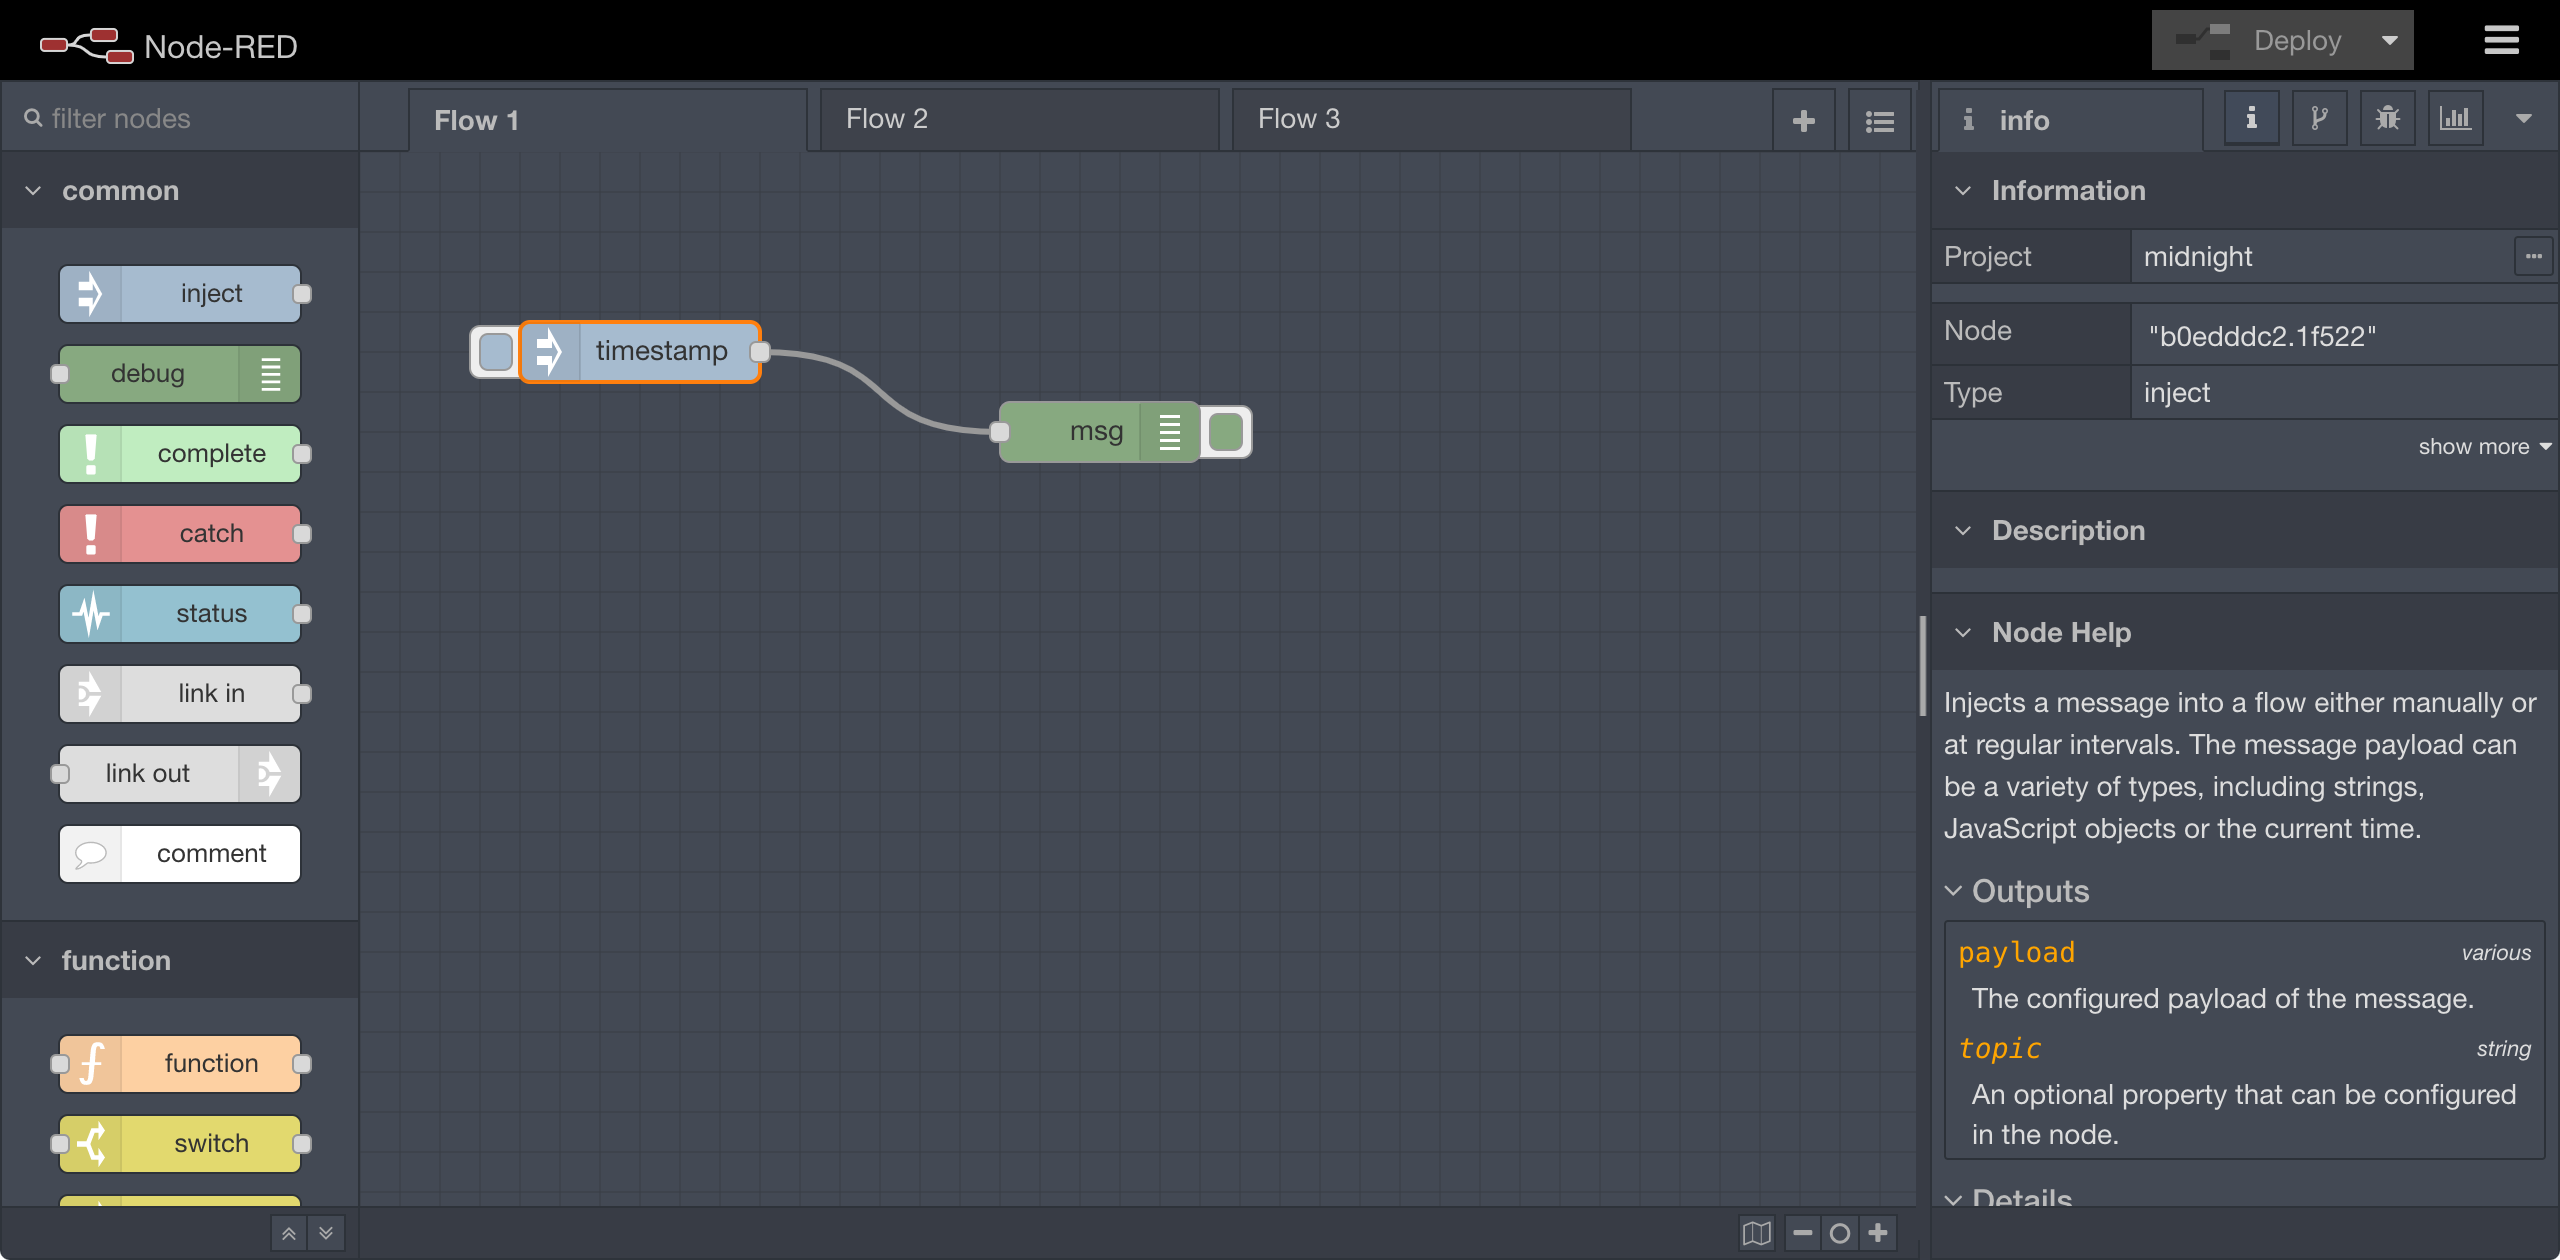 Node-RED
Deploy
filter nodes
Flow 1
Flow 2
Flow 3
info
common
inject
debug
complete
catch
status
link in
link out
comment
function
function
switch
timestamp
msg
Information
Project
midnight
Node
"b0edddc2.1f522"
Type
inject
show more
Description
Node Help
Injects a message into a flow either manually or
at regular intervals. The message payload can
be a variety of types, including strings,
JavaScript objects or the current time.
Outputs
payload
various
The configured payload of the message.
topic
string
An optional property that can be configured
in the node.
Details